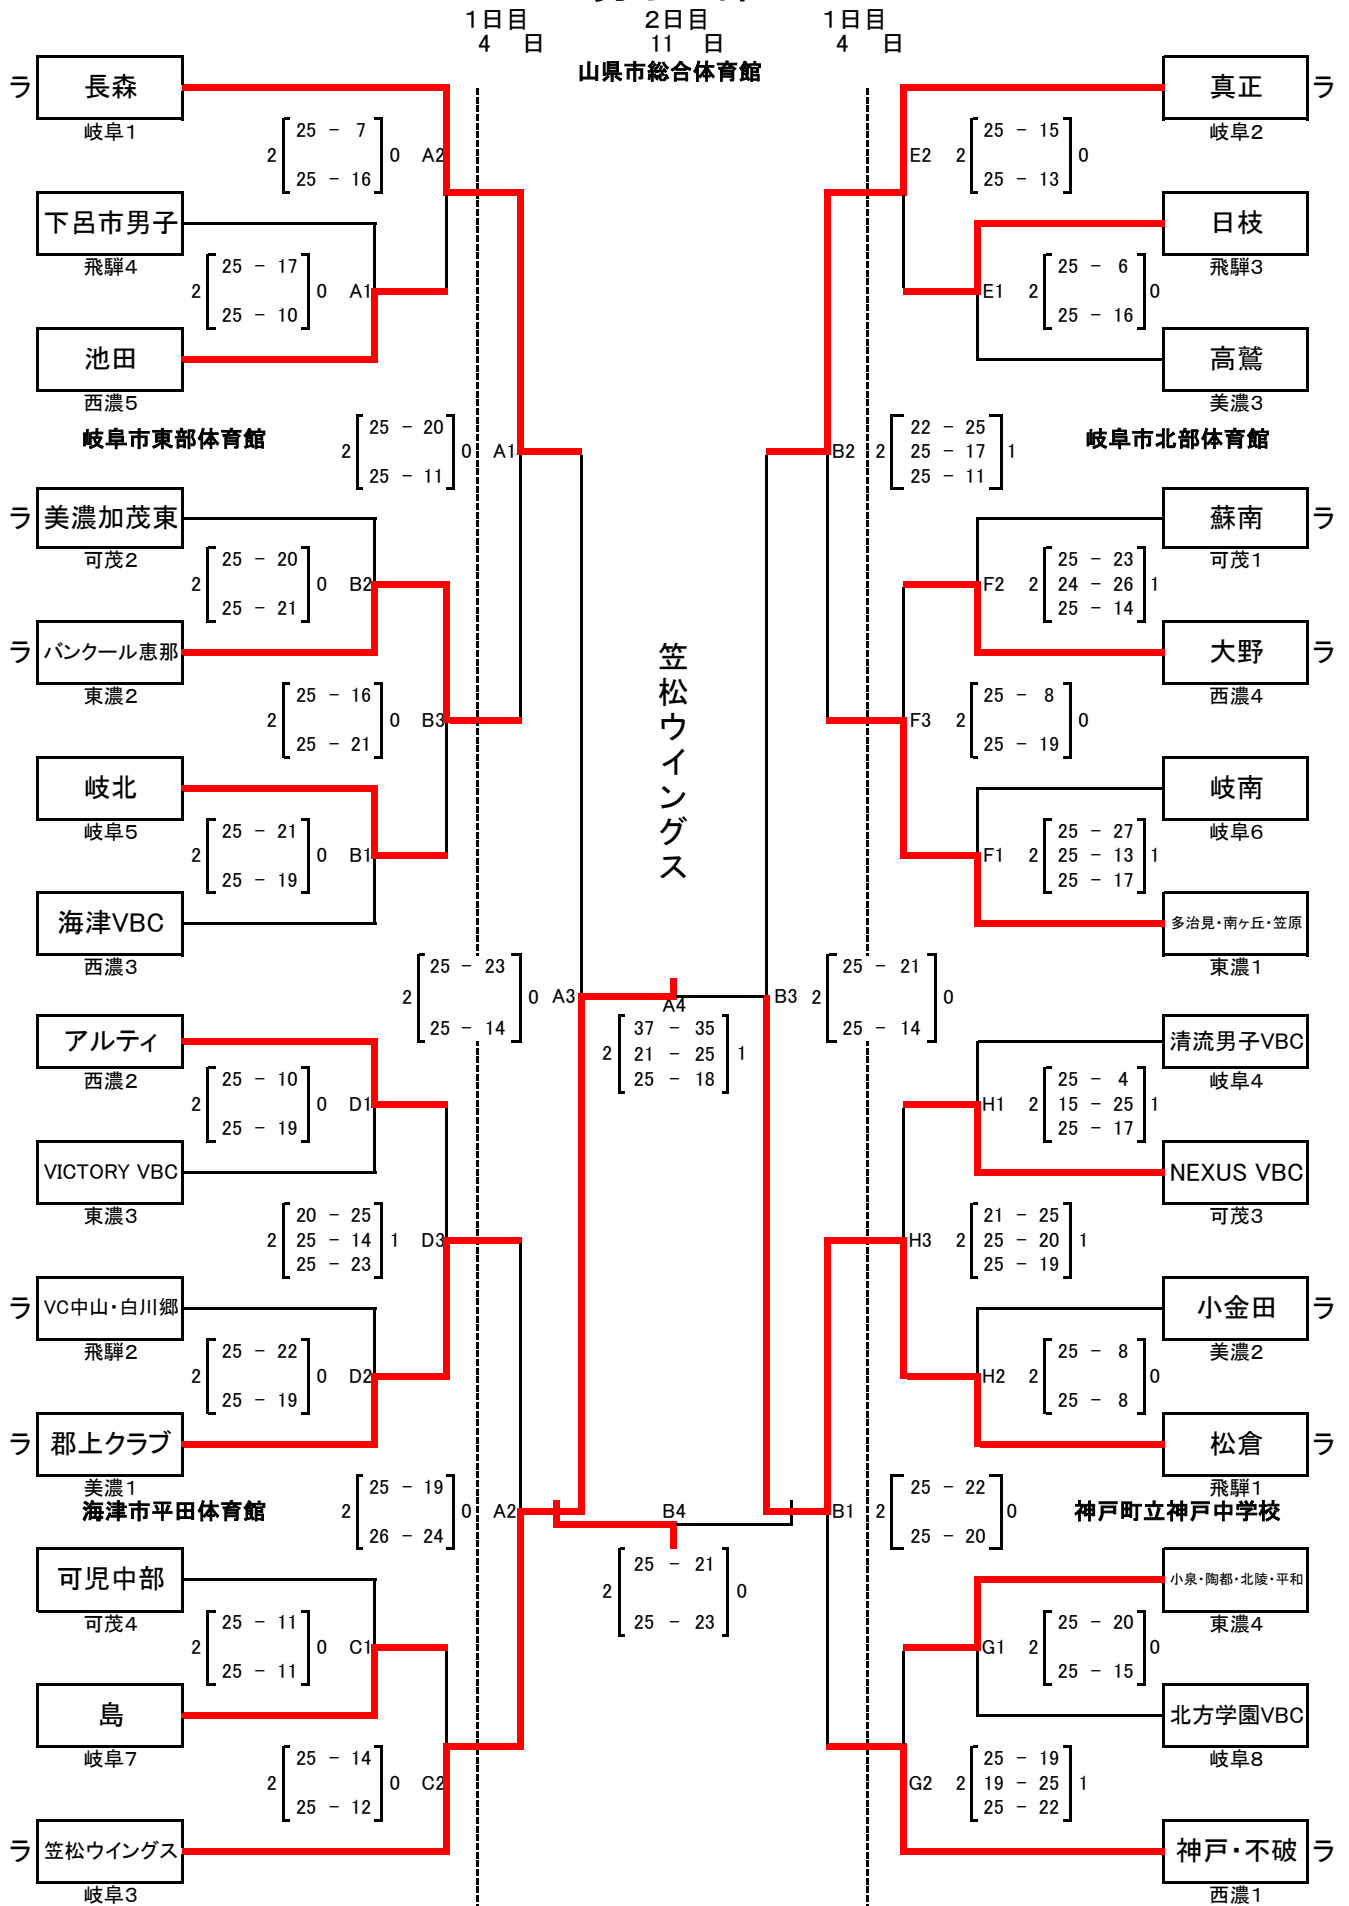 1日目 2日目 1日目
4 日 11 日 4 日
山県市総合体育館
ラ 長森
岐阜1
2 25 - 7 0 A2
25 - 16
下呂市男子
飛騨4
2 25 - 17 0 A1
25 - 10
池田
西濃5
岐阜市東部体育館
2 25 - 20 0 A1
25 - 11
ラ 美濃加茂東
可茂2
2 25 - 20 0 B2
25 - 21
ラ バンクール恵那
東濃2
2 25 - 16 0 B3
25 - 21
岐北
岐阜5
2 25 - 21 0 B1
25 - 19
海津VBC
西濃3
2 25 - 23 0 A3
25 - 14
アルティ
西濃2
2 25 - 10 0 D1
25 - 19
VICTORY VBC
東濃3
20 - 25
2 25 - 14 1 D3
25 - 23
ラ VC中山・白川郷
飛騨2
2 25 - 22 0 D2
25 - 19
ラ 郡上クラブ
美濃1
海津市平田体育館
2 25 - 19 0 A2
26 - 24
可児中部
可茂4
2 25 - 11 0 C1
25 - 11
島
岐阜7
2 25 - 14 0 C2
25 - 12
ラ 笠松ウイングス
岐阜3
笠松ウイングス
A4
37 - 35
2 21 - 25 1
25 - 18
B4
2 25 - 21 0
25 - 23
真正 ラ
岐阜2
E2 2 25 - 15 0
25 - 13
日枝
飛騨3
E1 2 25 - 6 0
25 - 16
高鷲
美濃3
岐阜市北部体育館
22 - 25
B2 2 25 - 17 1
25 - 11
蘇南 ラ
可茂1
25 - 23
F2 2 24 - 26 1
25 - 14
大野 ラ
西濃4
F3 2 25 - 8 0
25 - 19
岐南
岐阜6
25 - 27
F1 2 25 - 13 1
25 - 17
多治見・南ヶ丘・笠原
東濃1
B3 2 25 - 21 0
25 - 14
清流男子VBC
岐阜4
25 - 4
H1 2 15 - 25 1
25 - 17
NEXUS VBC
可茂3
21 - 25
H3 2 25 - 20 1
25 - 19
小金田 ラ
美濃2
H2 2 25 - 8 0
25 - 8
松倉 ラ
飛騨1
神戸町立神戸中学校
B1 2 25 - 22 0
25 - 20
小泉・陶都・北陵・平和
東濃4
G1 2 25 - 20 0
25 - 15
北方学園VBC
岐阜8
25 - 19
G2 2 19 - 25 1
25 - 22
神戸・不破 ラ
西濃1